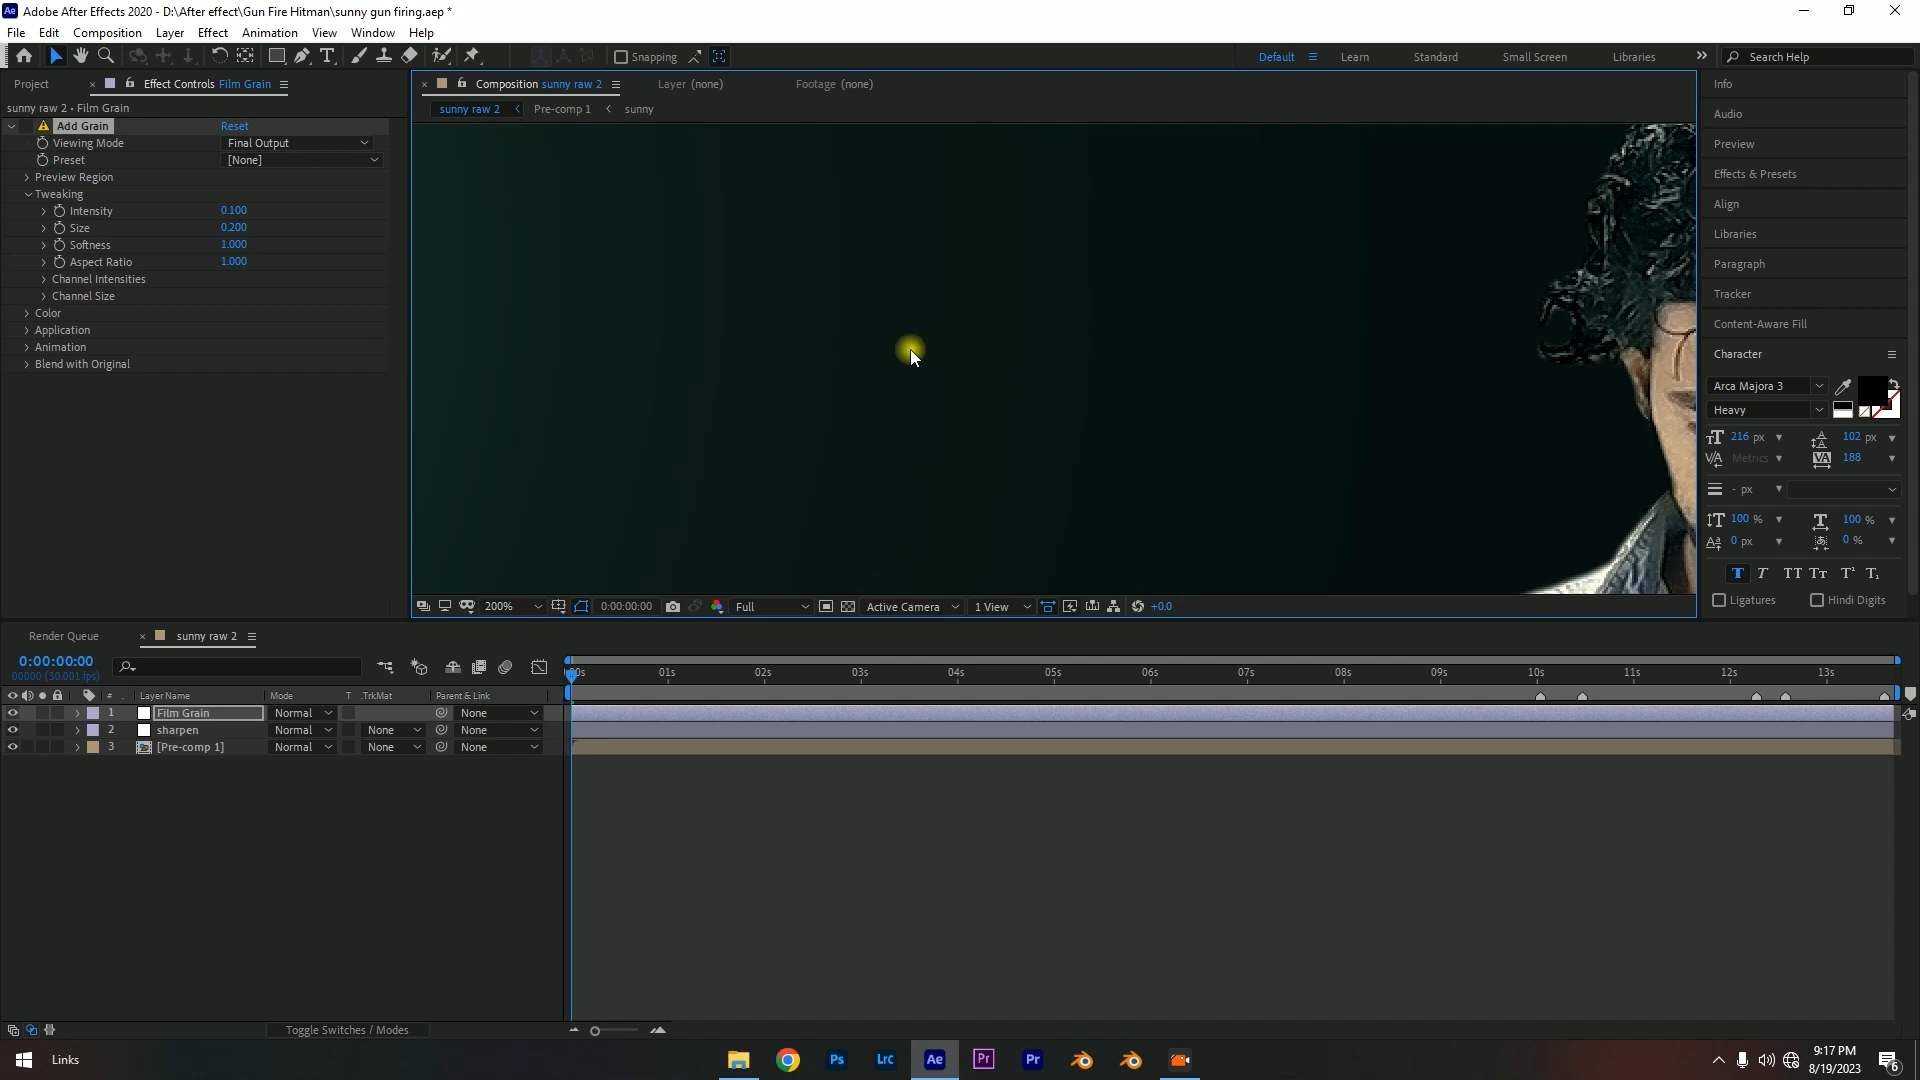 Adobe After Effects 2020 - D:\After effect\Gun Fire Hitman\sunny gun firing.aep *
File Edit Composition Layer Effect Animation View Window Help
Snapping
Default Learn Standard Small Screen Libraries Search Help
Project Effect Controls Film Grain
Composition sunny raw 2 Layer (none) Footage (none)
sunny raw 2 • Film Grain
sunny raw 2 Pre-comp 1 sunny
Add Grain Reset
Viewing Mode Final Output
Preset [None]
Preview Region
Tweaking
Intensity 0.100
Size 0.200
Softness 1.000
Aspect Ratio 1.000
Channel Intensities
Channel Size
Color
Application
Animation
Blend with Original
200% 0:00:00:00 Full Active Camera 1 View +0.0
Info
Audio
Preview
Effects & Presets
Align
Libraries
Paragraph
Tracker
Content-Aware Fill
Character
Arca Majora 3
Heavy
216 px 102 px
Metrics 188
- px
100 % 100 %
0 px 0 %
Ligatures Hindi Digits
Render Queue sunny raw 2
0:00:00:00
00000 (30.001 fps)
01s 02s 03s 04s 05s 06s 07s 08s 09s 10s 11s 12s 13s
# Layer Name Mode T .TrkMat Parent & Link
1 Film Grain Normal None
2 sharpen Normal None None
3 [Pre-comp 1] Normal None None
Toggle Switches / Modes
Links Ps Lrc Ae Pr Pr
9:17 PM
8/19/2023
6